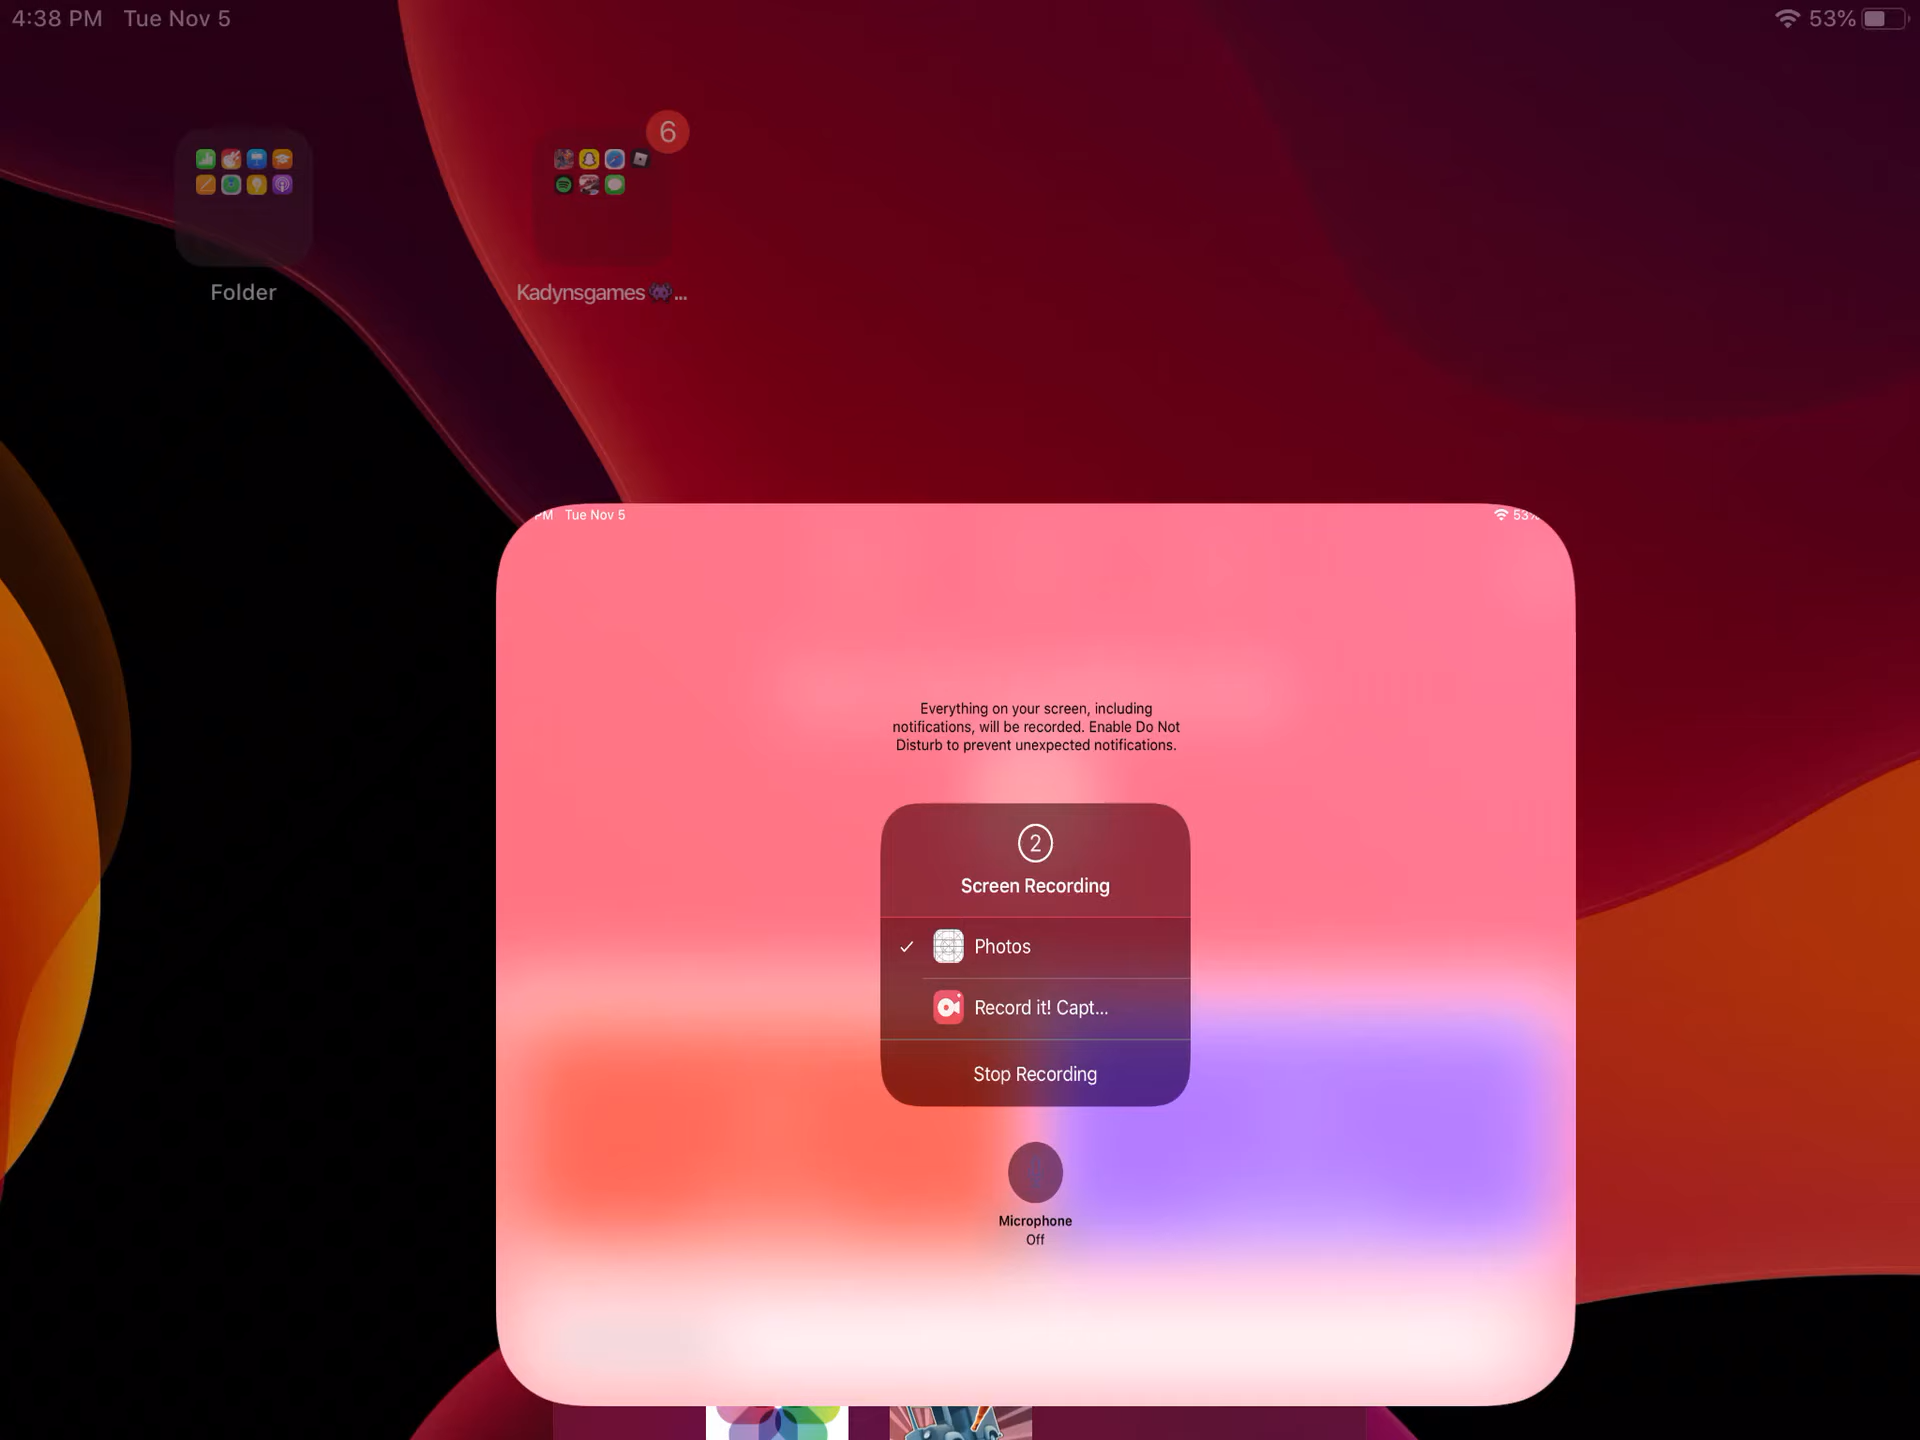 4:38 PM Tue Nov 5
53%
6
Folder
Kadynsgames 👾...
PM Tue Nov 5
53%
Everything on your screen, including
notifications, will be recorded. Enable Do Not
Disturb to prevent unexpected notifications.
2
Screen Recording
Photos
Record it! Capt...
Stop Recording
Microphone
Off